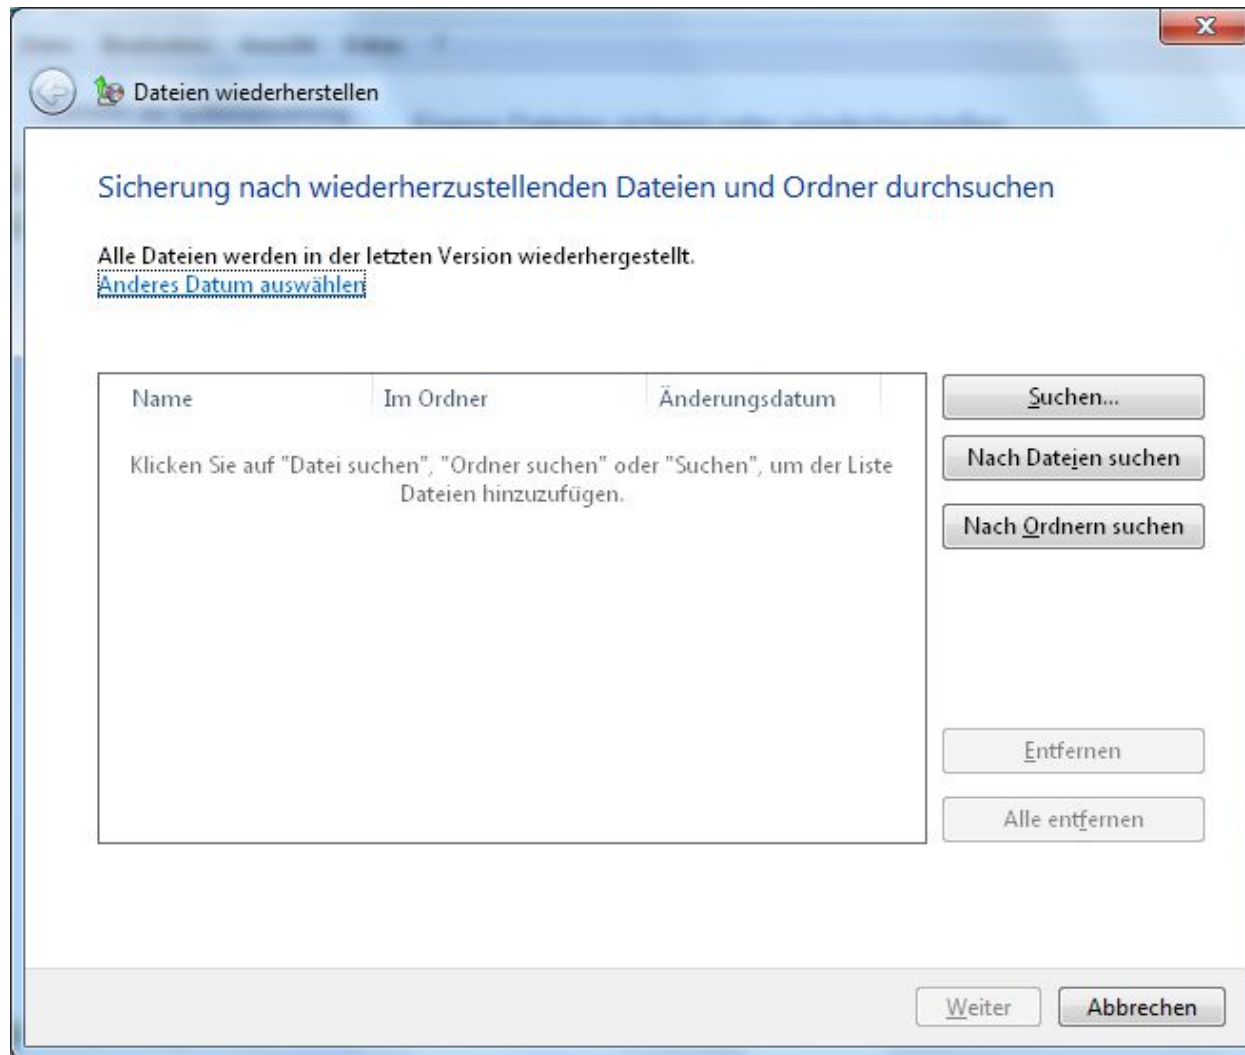 Dateien wiederherstellen
Sicherung nach wiederherzustellenden Dateien und Ordner durchsuchen
Alle Dateien werden in der letzten Version wiederhergestellt.
Anderes Datum auswählen
Name Im Ordner Änderungsdatum
Klicken Sie auf "Datei suchen", "Ordner suchen" oder "Suchen", um der Liste
Dateien hinzuzufügen.
Suchen...
Nach Dateien suchen
Nach Ordnern suchen
Entfernen
Alle entfernen
Weiter Abbrechen